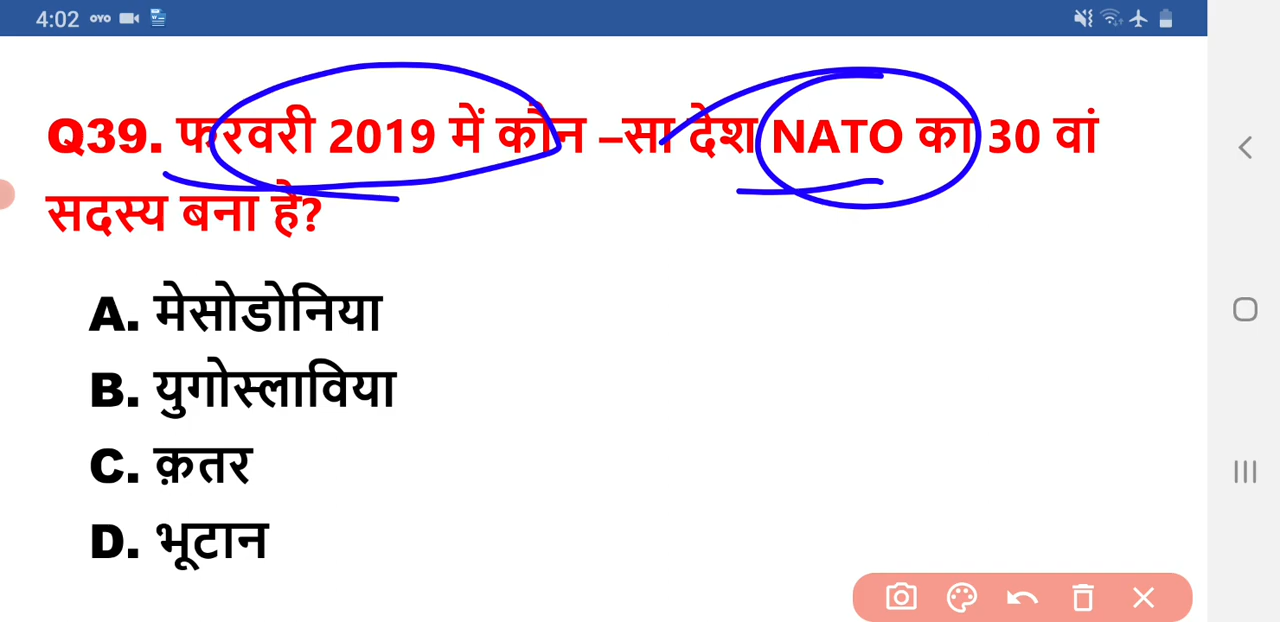 4:02
Q39. फरवरी 2019 में कौन –सा देश NATO का 30 वां
सदस्य बना है?
A. मेसोडोनिया
B. युगोस्लाविया
C. क़तर
D. भूटान